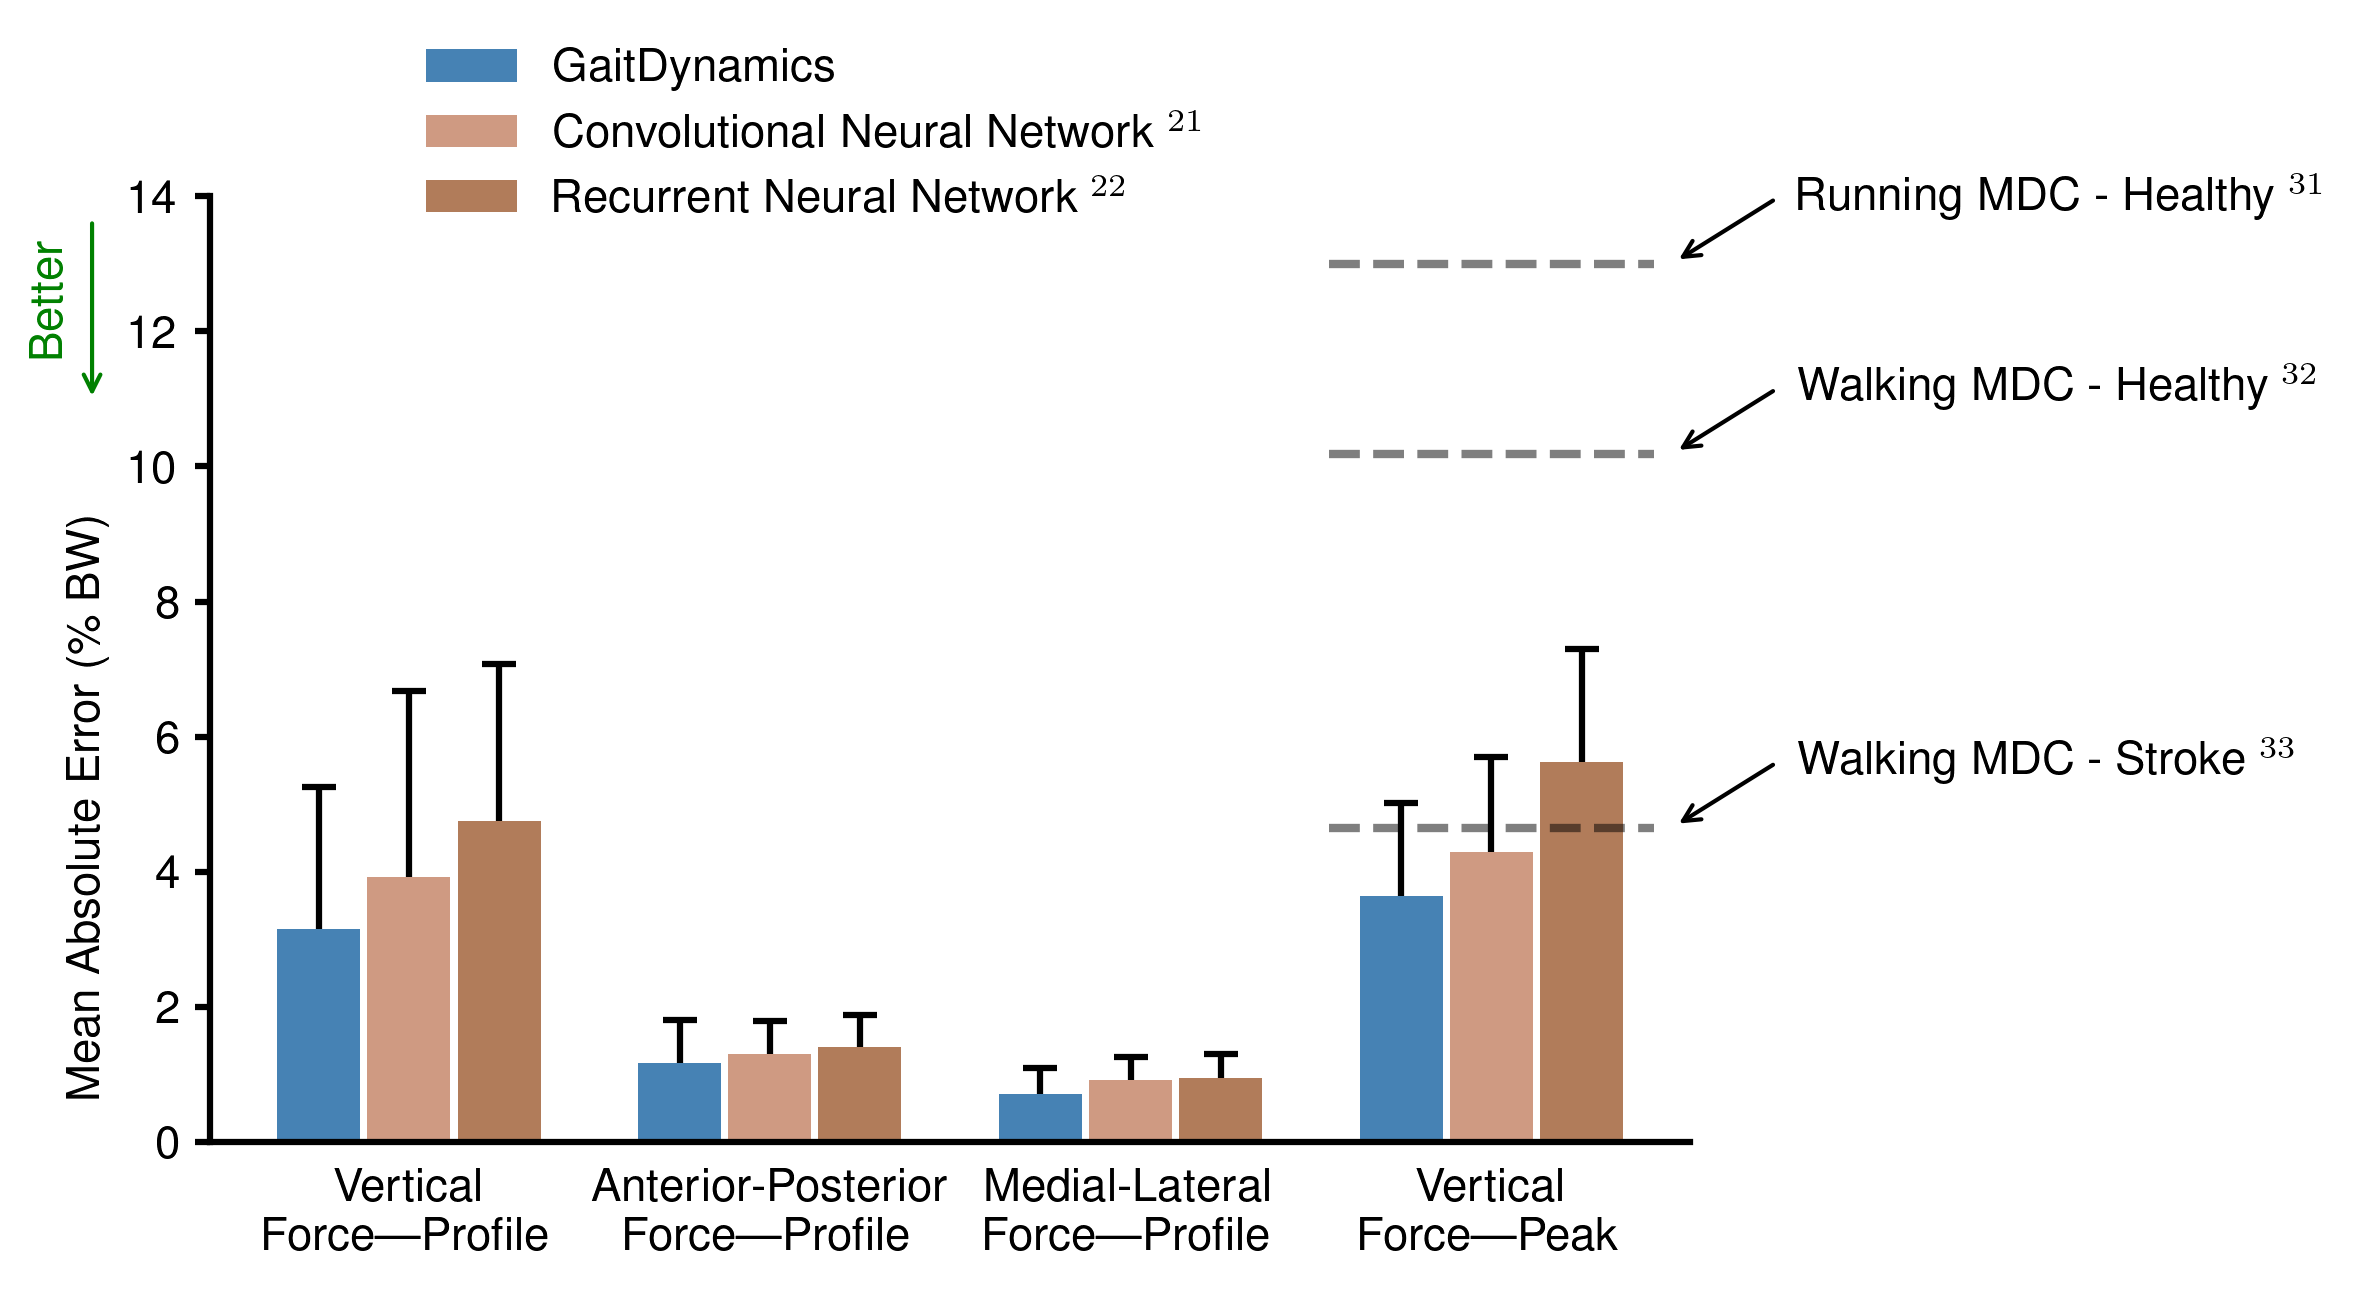 GaitDynamics
Convolutional Neural Network 21
Recurrent Neural Network 22
Better
Mean Absolute Error (% BW)
14
12
10
8
6
4
2
0
Running MDC - Healthy 31
Walking MDC - Healthy 32
Walking MDC - Stroke 33
Vertical
Force—Profile
Anterior-Posterior
Force—Profile
Medial-Lateral
Force—Profile
Vertical
Force—Peak